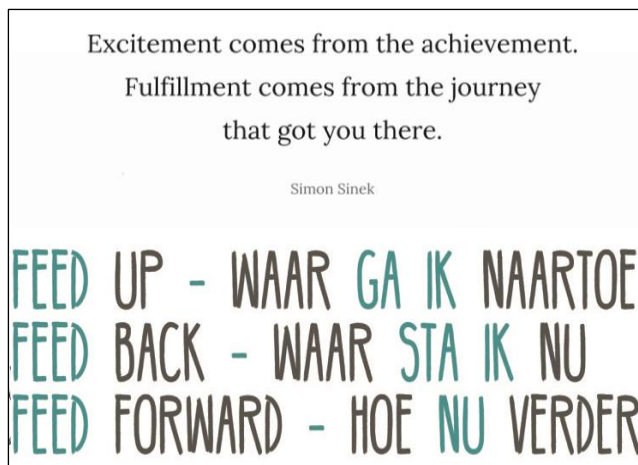 Excitement comes from the achievement.
Fulfillment comes from the journey
that got you there.
Simon Sinek
FEED UP - WAAR GA IK NAARTOE
FEED BACK - WAAR STA IK NU
FEED FORWARD - HOE NU VERDER